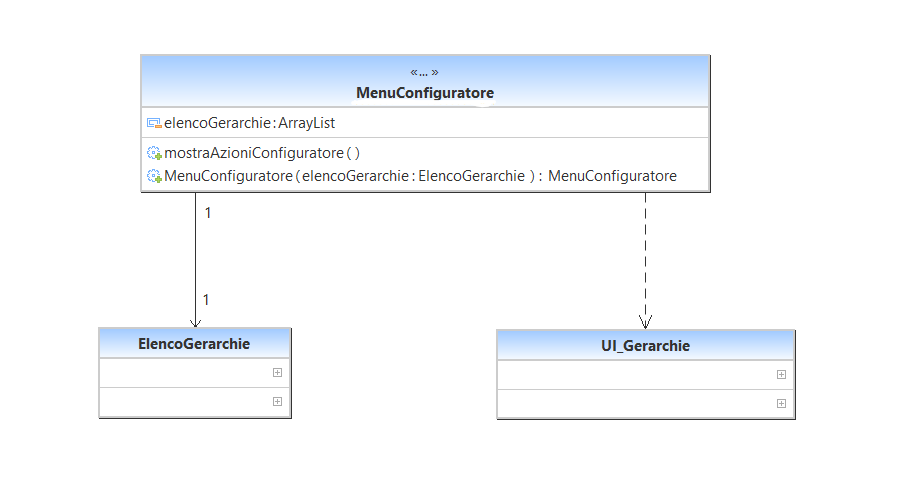 «... »
MenuConfiguratore
elencoGerarchie:ArrayList
mostraAzioniConfiguratore()
MenuConfiguratore(elencoGerarchie:ElencoGerarchie ): MenuConfiguratore
1
1
ElencoGerarchie
UI_Gerarchie